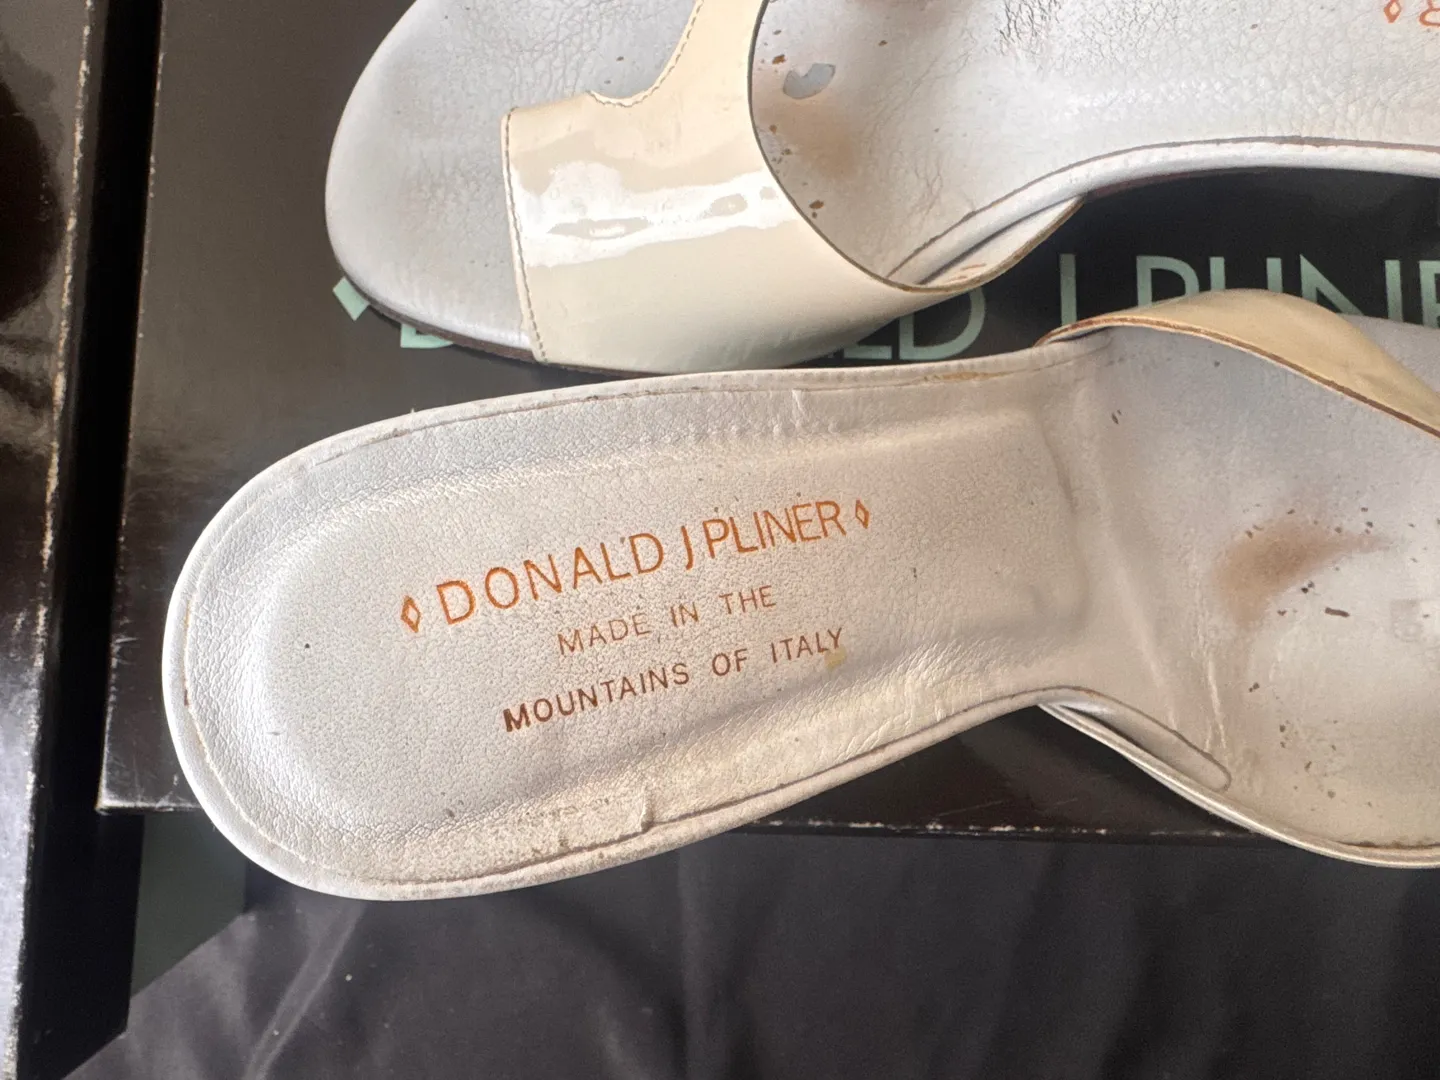 ◊ DONALD J PLINER ◊
MADE IN THE
MOUNTAINS OF ITALY